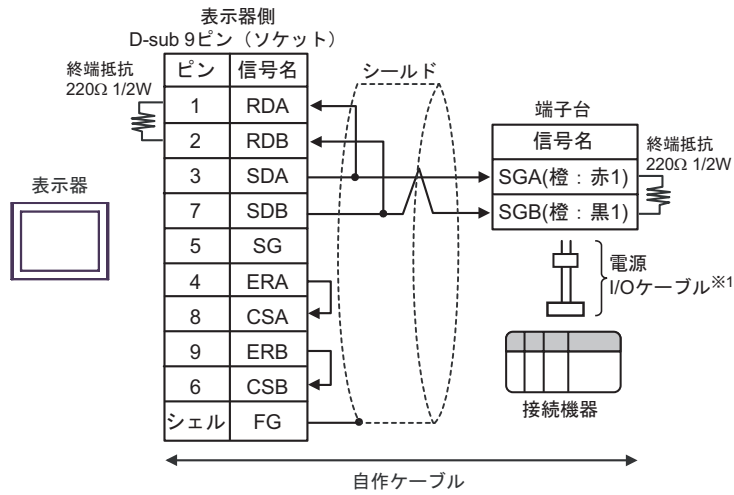 表示器側
D-sub 9ピン（ソケット）
終端抵抗
220Ω 1/2W
ピン 信号名
1 RDA
2 RDB
3 SDA
7 SDB
5 SG
4 ERA
8 CSA
9 ERB
6 CSB
シェル FG
表示器
シールド
端子台
信号名
SGA(橙：赤1)
SGB(橙：黒1)
終端抵抗
220Ω 1/2W
電源
I/Oケーブル※1
接続機器
自作ケーブル